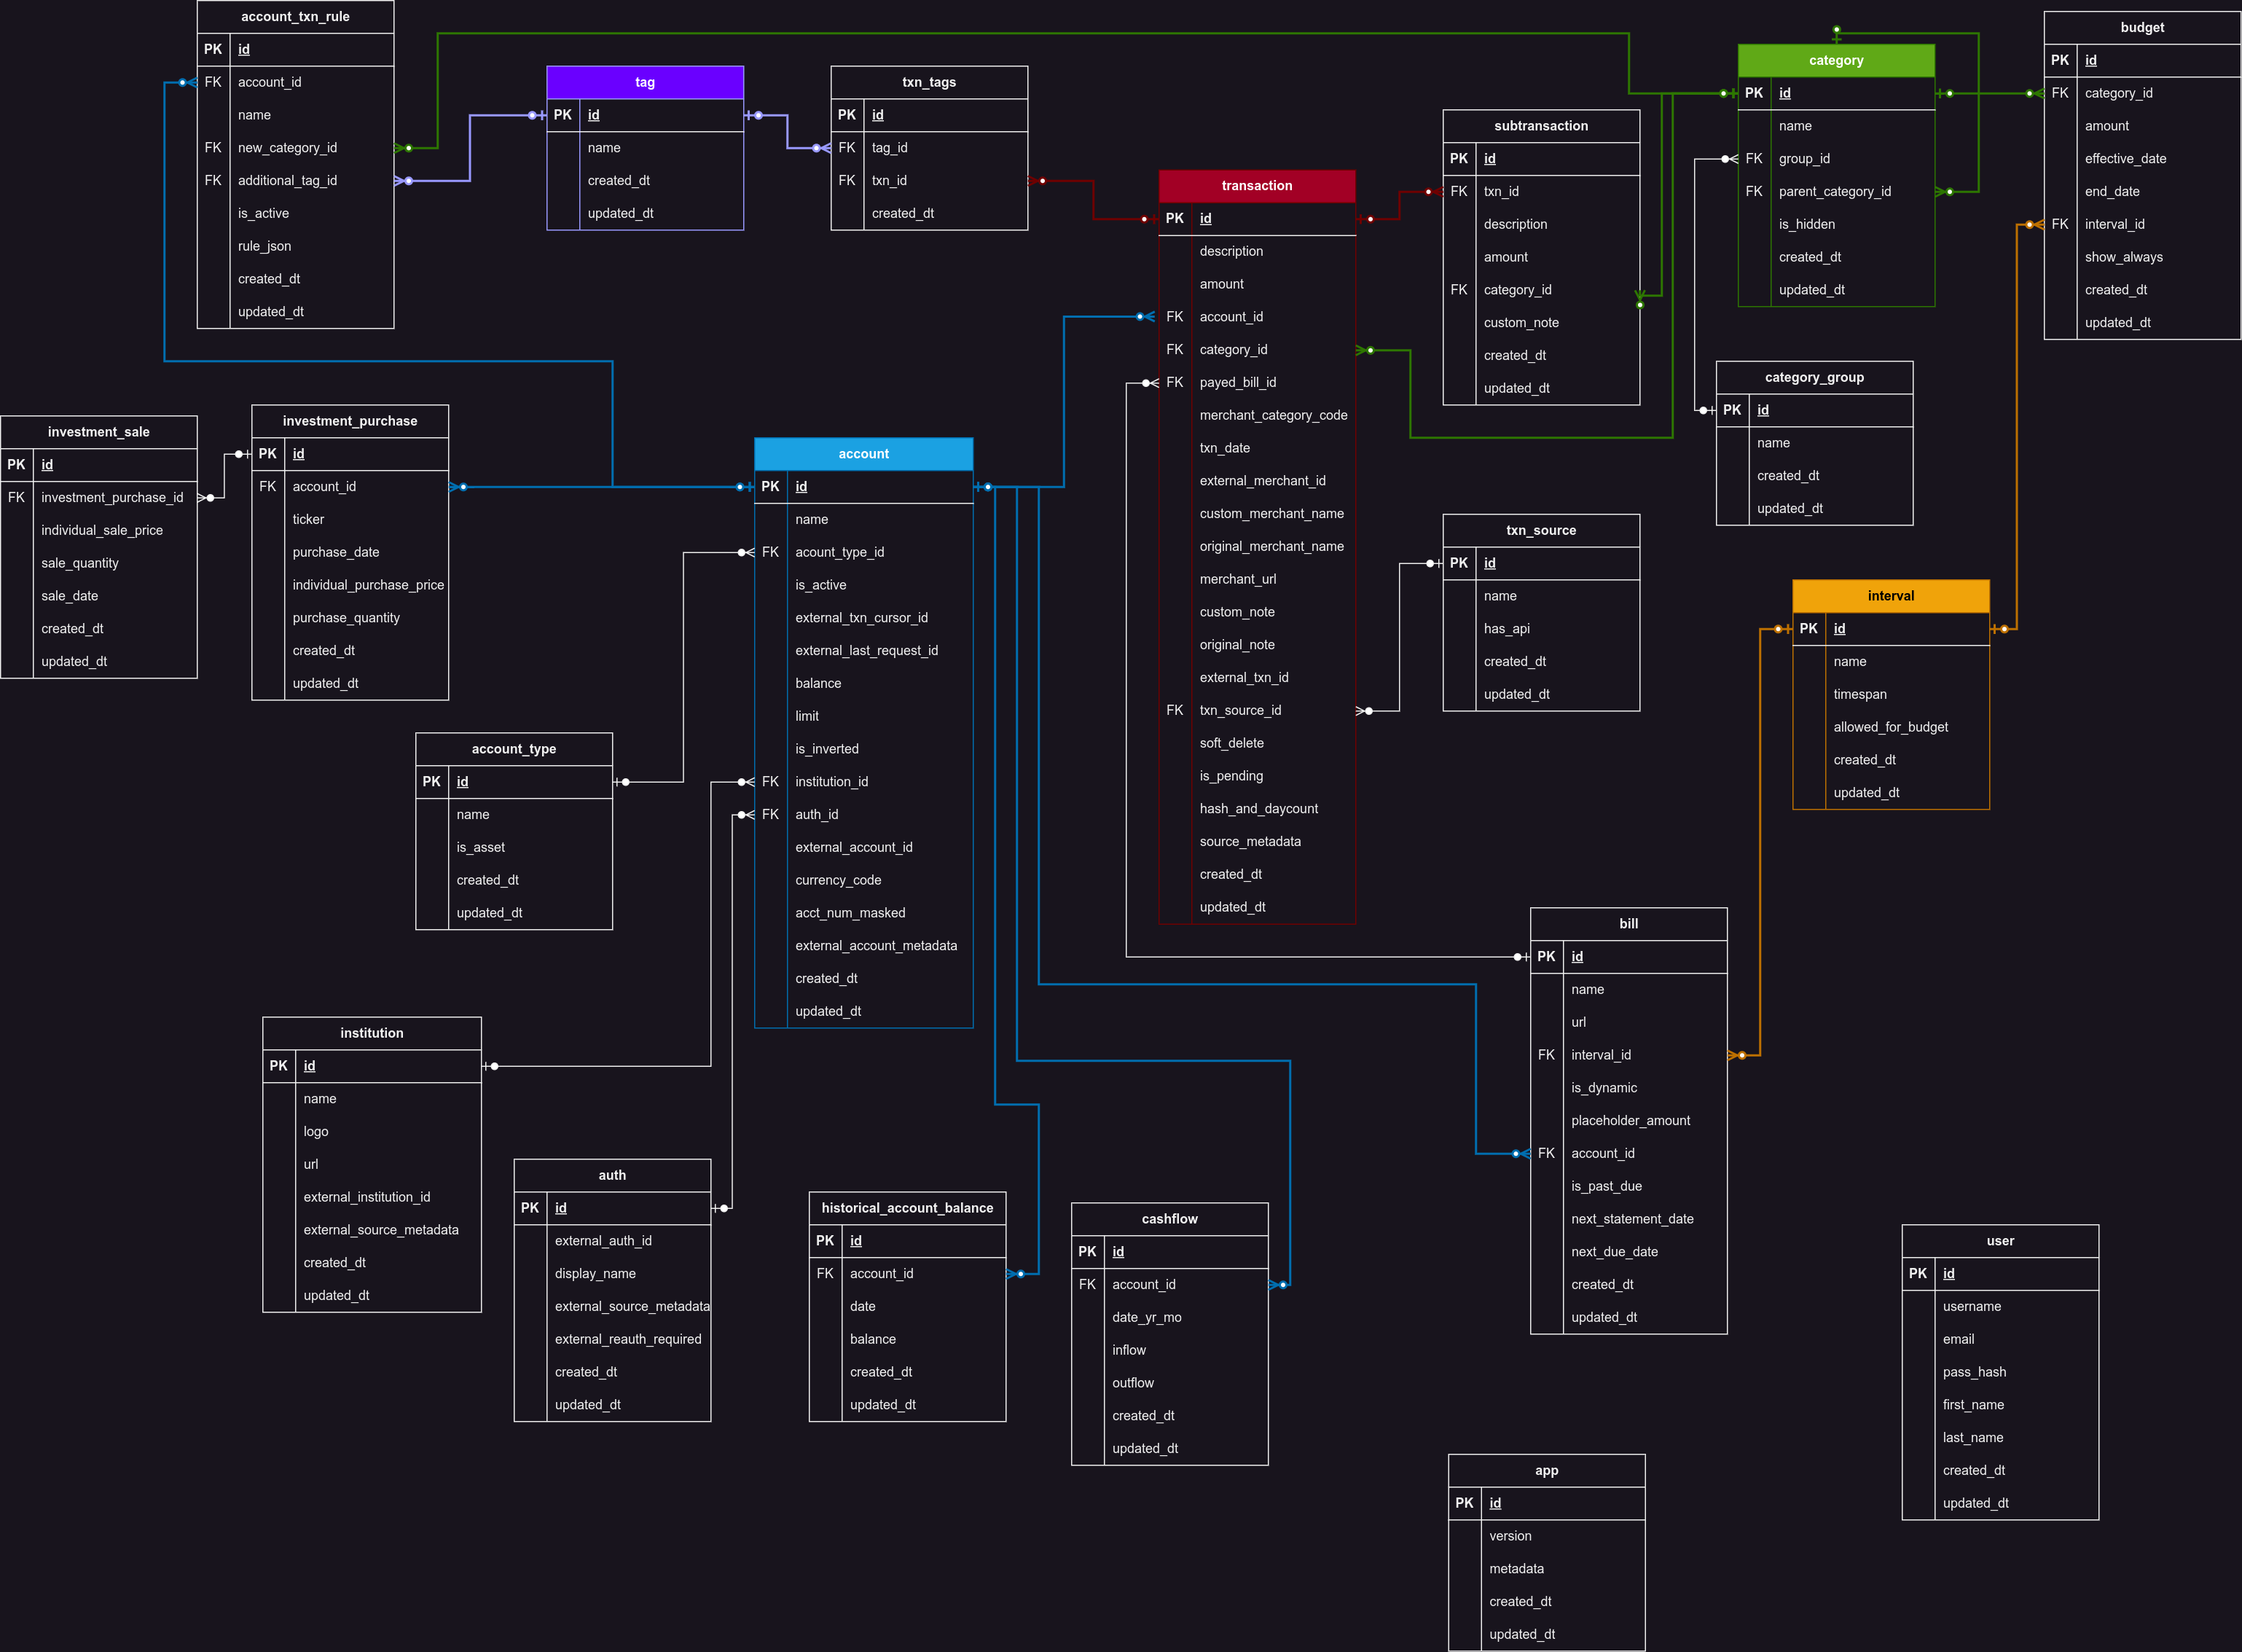 account_txn_rule
PK id
FK account_id
name
FK new_category_id
FK additional_tag_id
is_active
rule_json
created_dt
updated_dt
tag
PK id
name
created_dt
updated_dt
txn_tags
PK id
FK tag_id
FK txn_id
created_dt
transaction
PK id
description
amount
FK account_id
FK category_id
FK payed_bill_id
merchant_category_code
txn_date
external_merchant_id
custom_merchant_name
original_merchant_name
merchant_url
custom_note
original_note
external_txn_id
FK txn_source_id
soft_delete
is_pending
hash_and_daycount
source_metadata
created_dt
updated_dt
subtransaction
PK id
FK txn_id
description
amount
FK category_id
custom_note
created_dt
updated_dt
category
PK id
name
FK group_id
FK parent_category_id
is_hidden
created_dt
updated_dt
budget
PK id
FK category_id
amount
effective_date
end_date
FK interval_id
show_always
created_dt
updated_dt
category_group
PK id
name
created_dt
updated_dt
investment_sale
PK id
FK investment_purchase_id
individual_sale_price
sale_quantity
sale_date
created_dt
updated_dt
investment_purchase
PK id
FK account_id
ticker
purchase_date
individual_purchase_price
purchase_quantity
created_dt
updated_dt
account
PK id
name
FK acount_type_id
is_active
external_txn_cursor_id
external_last_request_id
balance
limit
is_inverted
FK institution_id
FK auth_id
external_account_id
currency_code
acct_num_masked
external_account_metadata
created_dt
updated_dt
txn_source
PK id
name
has_api
created_dt
updated_dt
interval
PK id
name
timespan
allowed_for_budget
created_dt
updated_dt
account_type
PK id
name
is_asset
created_dt
updated_dt
bill
PK id
name
url
FK interval_id
is_dynamic
placeholder_amount
FK account_id
is_past_due
next_statement_date
next_due_date
created_dt
updated_dt
institution
PK id
name
logo
url
external_institution_id
external_source_metadata
created_dt
updated_dt
auth
PK id
external_auth_id
display_name
external_source_metadata
external_reauth_required
created_dt
updated_dt
historical_account_balance
PK id
FK account_id
date
balance
created_dt
updated_dt
cashflow
PK id
FK account_id
date_yr_mo
inflow
outflow
created_dt
updated_dt
user
PK id
username
email
pass_hash
first_name
last_name
created_dt
updated_dt
app
PK id
version
metadata
created_dt
updated_dt